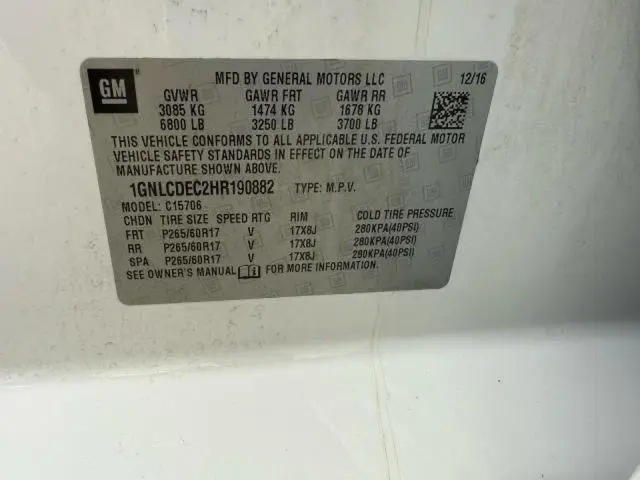 GM
MFD BY GENERAL MOTORS LLC 12/16
GVWR GAWR FRT GAWR RR
3085 KG 1474 KG 1678 KG
6800 LB 3250 LB 3700 LB
THIS VEHICLE CONFORMS TO ALL APPLICABLE U.S. FEDERAL MOTOR
VEHICLE SAFETY STANDARDS IN EFFECT ON THE DATE OF
MANUFACTURE SHOWN ABOVE.
1GNLCDEC2HR190882 TYPE: M.P.V.
MODEL: C15706
CHDN TIRE SIZE SPEED RTG RIM COLD TIRE PRESSURE
FRT P265/60R17 V 17X8J 280KPA(40PSI)
RR P265/60R17 V 17X8J 280KPA(40PSI)
SPA P265/60R17 V 17X8J 280KPA(40PSI)
SEE OWNER'S MANUAL FOR MORE INFORMATION.